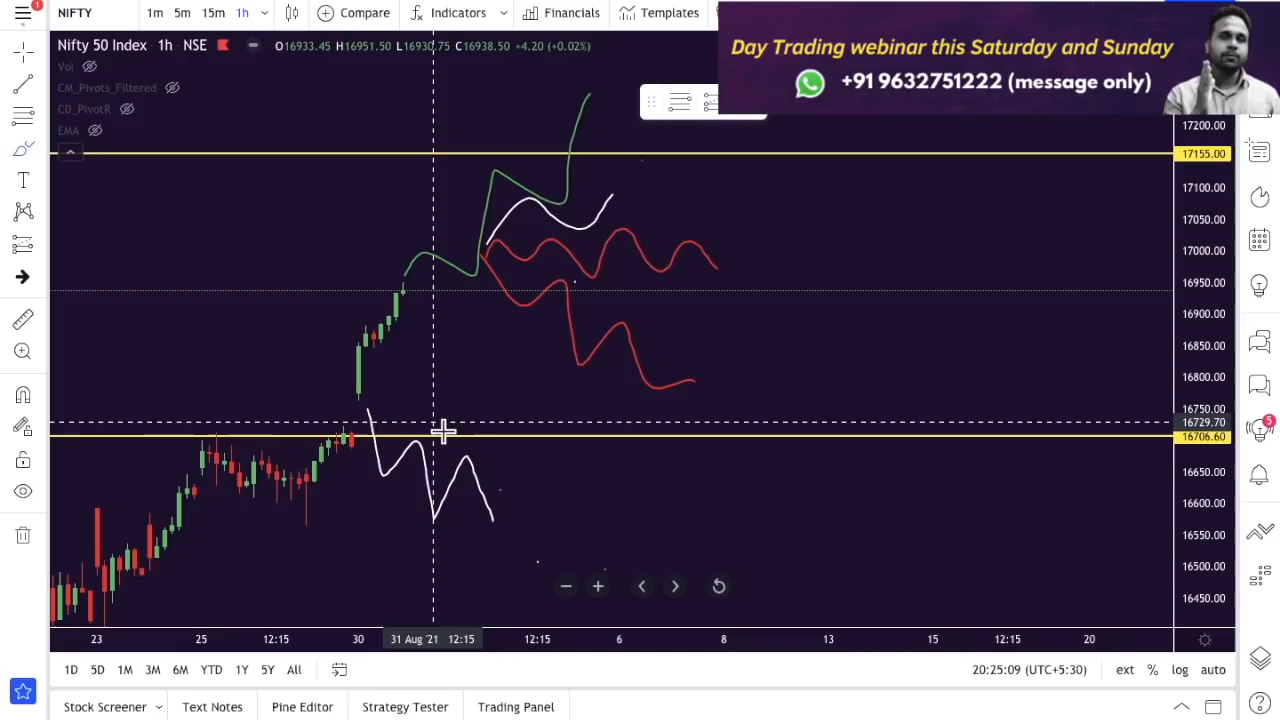 NIFTY
1m 5m 15m 1h
Compare
Indicators
Financials
Templates
Day Trading webinar this Saturday and Sunday
+91 9632751222 (message only)
1
Nifty 50 Index · 1h · NSE
O16933.45 H16951.50 L16930.75 C16938.50 +4.20 (+0.02%)
Vol
CM_Pivots_Filtered
CD_PivotR
EMA
T
17200.00
17155.00
17100.00
17050.00
17000.00
16950.00
16900.00
16850.00
16800.00
16750.00
16729.70
16706.60
16650.00
16600.00
16550.00
16500.00
16450.00
5
23 25 12:15 30 31 Aug '21 12:15 12:15 6 8 13 15 12:15 20
1D 5D 1M 3M 6M YTD 1Y 5Y All
20:25:09 (UTC+5:30) ext % log auto
Stock Screener Text Notes Pine Editor Strategy Tester Trading Panel